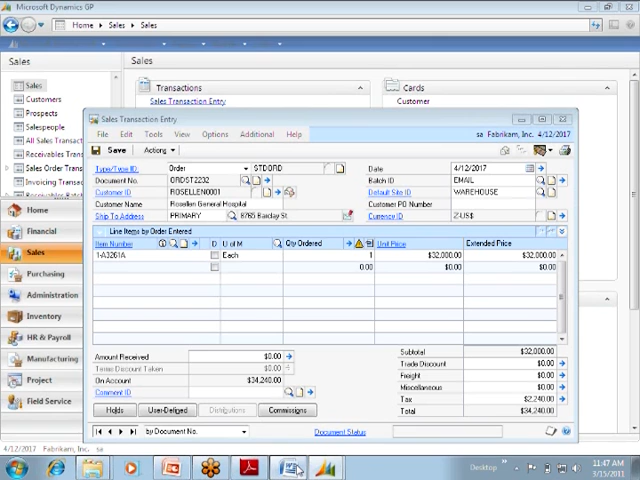 Microsoft Dynamics GP
Home ▸ Sales ▸ Sales
Sales
Sales
Customers
Prospects
Salespeople
All Sales Transact
Receivables Trans
Sales Order Trans
Invoicing Transac
Home
Financial
Sales
Purchasing
Administration
Inventory
HR & Payroll
Manufacturing
Project
Field Service
Sales
Transactions
Sales Transaction Entry
Cards
Customer
Sales Transaction Entry
File Edit Tools View Options Additional Help
sa Fabrikam, Inc. 4/12/2017
Save Actions
Type/Type ID: Order STDORD
Document No. ORDST2232
Customer ID ROSELLEN0001
Customer Name Rosellen General Hospital
Ship To Address PRIMARY 8765 Barclay St.
Date 4/12/2017
Batch ID EMAIL
Default Site ID WAREHOUSE
Customer PO Number
Currency ID Z-US$
Line Items by Order Entered
Item Number D U of M Qty Ordered Unit Price Extended Price
1-A3261A Each 1 $32,000.00 $32,000.00
0.00 $0.00 $0.00
Amount Received $0.00
Terms Discount Taken $0.00
On Account $34,240.00
Comment ID
Subtotal $32,000.00
Trade Discount $0.00
Freight $0.00
Miscellaneous $0.00
Tax $2,240.00
Total $34,240.00
Holds User-Defined Distributions Commissions
by Document No.
Document Status
4/12/2017 sa
Desktop
11:47 AM
3/15/2011